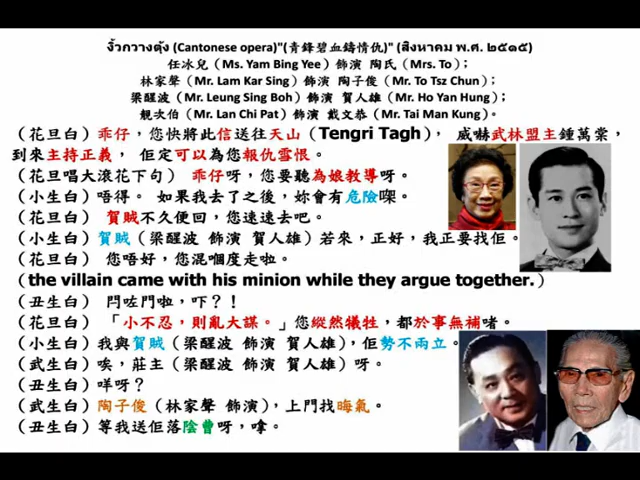 งิ้วกวางตุ้ง (Cantonese opera)"(青鋒碧血鑄情仇)" (สิงหาคม พ.ศ. ๒๕๑๕)
任冰兒 (Ms. Yam Bing Yee) 飾演 陶氏 (Mrs. To)；
林家聲 (Mr. Lam Kar Sing) 飾演 陶子俊 (Mr. To Tsz Chun)；
梁醒波 (Mr. Leung Sing Boh) 飾演 賀人雄 (Mr. Ho Yan Hung)；
靚次伯 (Mr. Lan Chi Pat) 飾演 戴文恭 (Mr. Tai Man Kung)。
（花旦白）乖仔，您快將此信送往天山（Tengri Tagh），威嚇武林盟主鍾萬棠，
到來主持正義，佢定可以為您報仇雪恨。
（花旦唱大滾花下句）乖仔呀，您要聽為娘教導呀。
（小生白）唔得。如果我去了之後，妳會有危險㗎。
（花旦白）賀賊不久便回，您速速去吧。
（小生白）賀賊（梁醒波 飾演 賀人雄）若來，正好，我正要找佢。
（花旦白）您唔好，您混嗰度走啦。
（the villain came with his minion while they argue together.）
（丑生白）閂咗門啦，吓？！
（花旦白）「小不忍，則亂大謀。」您縱然犧牲，都於事無補啫。
（小生白）我與賀賊（梁醒波 飾演 賀人雄），佢勢不兩立。
（武生白）唉，莊主（梁醒波 飾演 賀人雄）呀。
（丑生白）咩呀？
（武生白）陶子俊（林家聲 飾演），上門找晦氣。
（丑生白）等我送佢落陰曹呀，嗱。